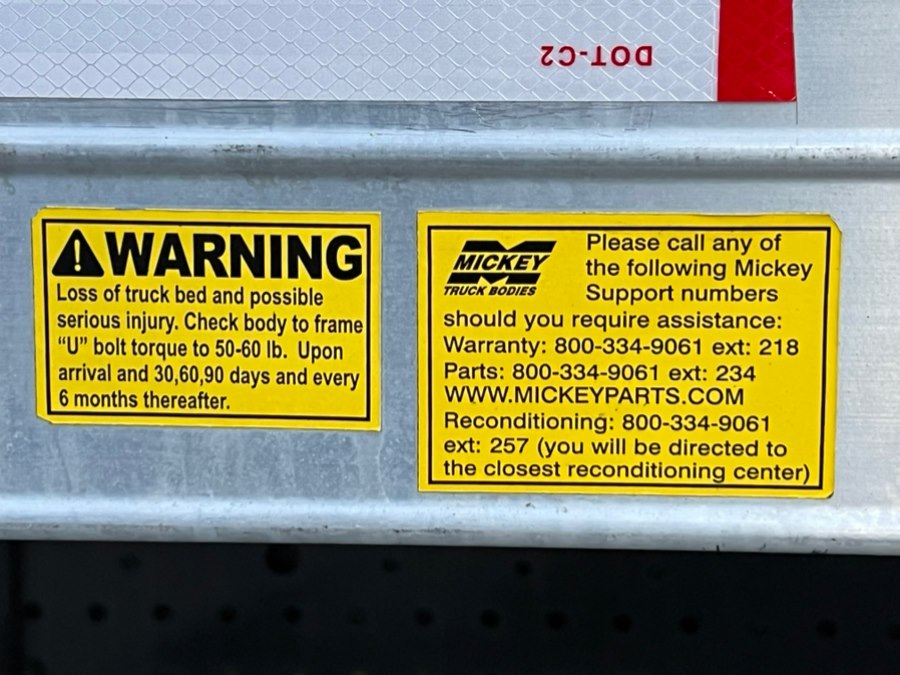 DOT-C2
WARNING
Loss of truck bed and possible
serious injury. Check body to frame
“U” bolt torque to 50-60 lb. Upon
arrival and 30,60,90 days and every
6 months thereafter.
MICKEY
TRUCK BODIES
Please call any of
the following Mickey
Support numbers
should you require assistance:
Warranty: 800-334-9061 ext: 218
Parts: 800-334-9061 ext: 234
WWW.MICKEYPARTS.COM
Reconditioning: 800-334-9061
ext: 257 (you will be directed to
the closest reconditioning center)